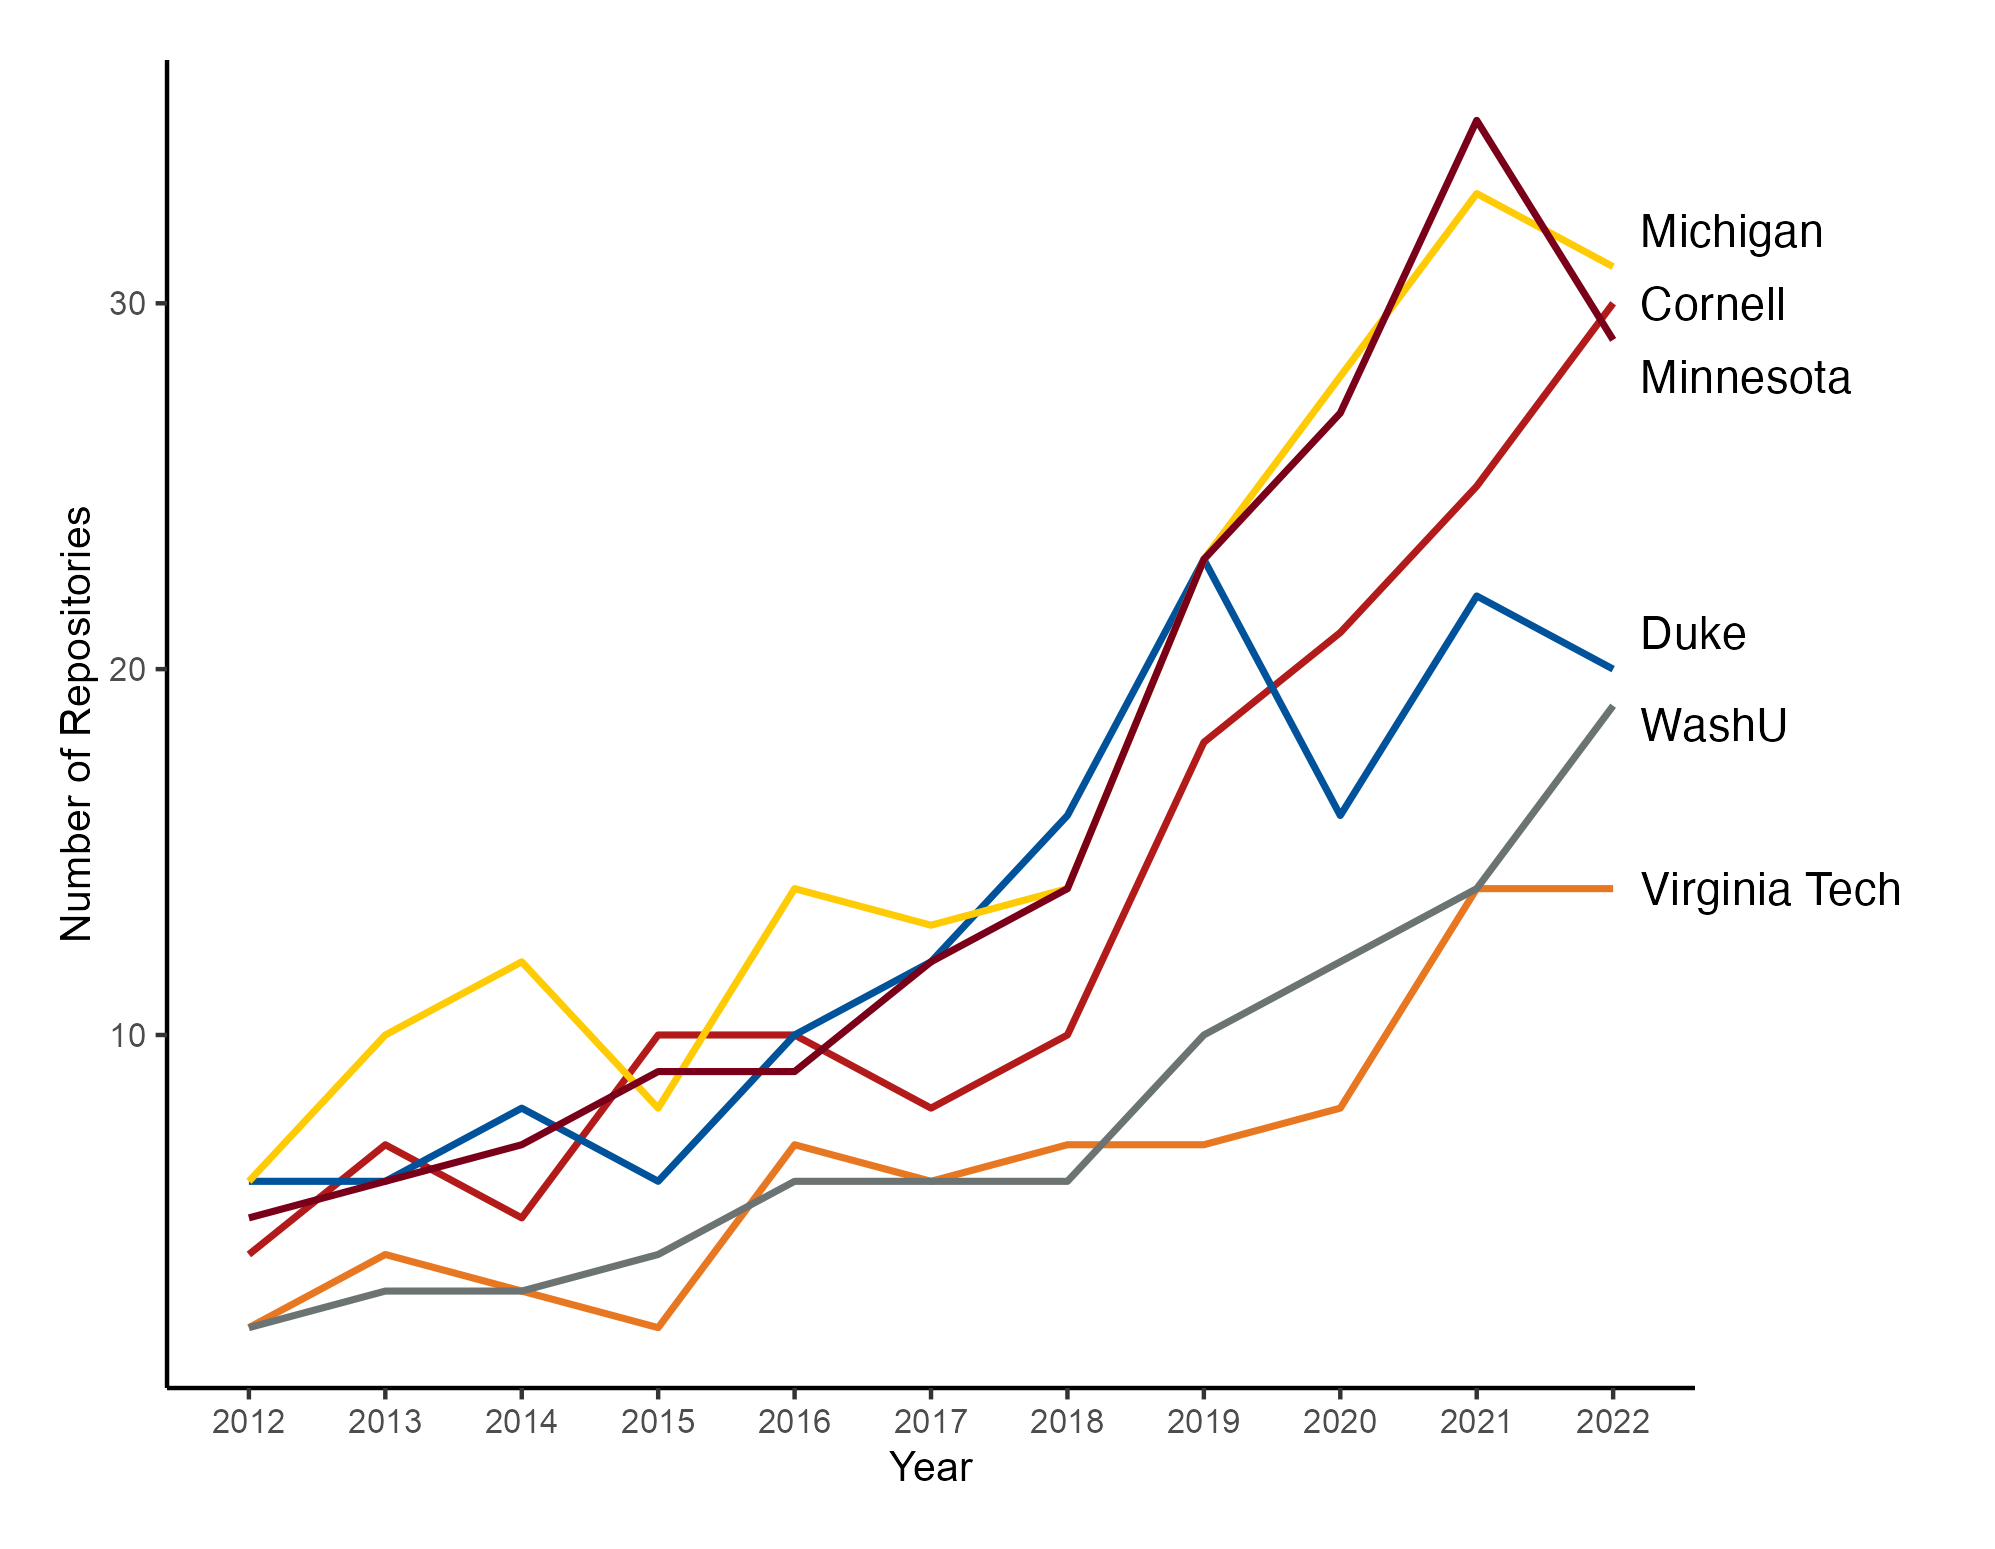 Number of Repositories
30
20
10
Michigan
Cornell
Minnesota
Duke
WashU
Virginia Tech
2012 2013 2014 2015 2016 2017 2018 2019 2020 2021 2022
Year